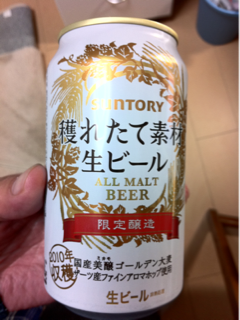 SUNTORY
穫れたて素材
生ビール
ALL MALT
BEER
限定醸造
2010年
収穫
国産美醸ゴールデン大麦
ザーツ産ファインアロマホップ使用
生ビール